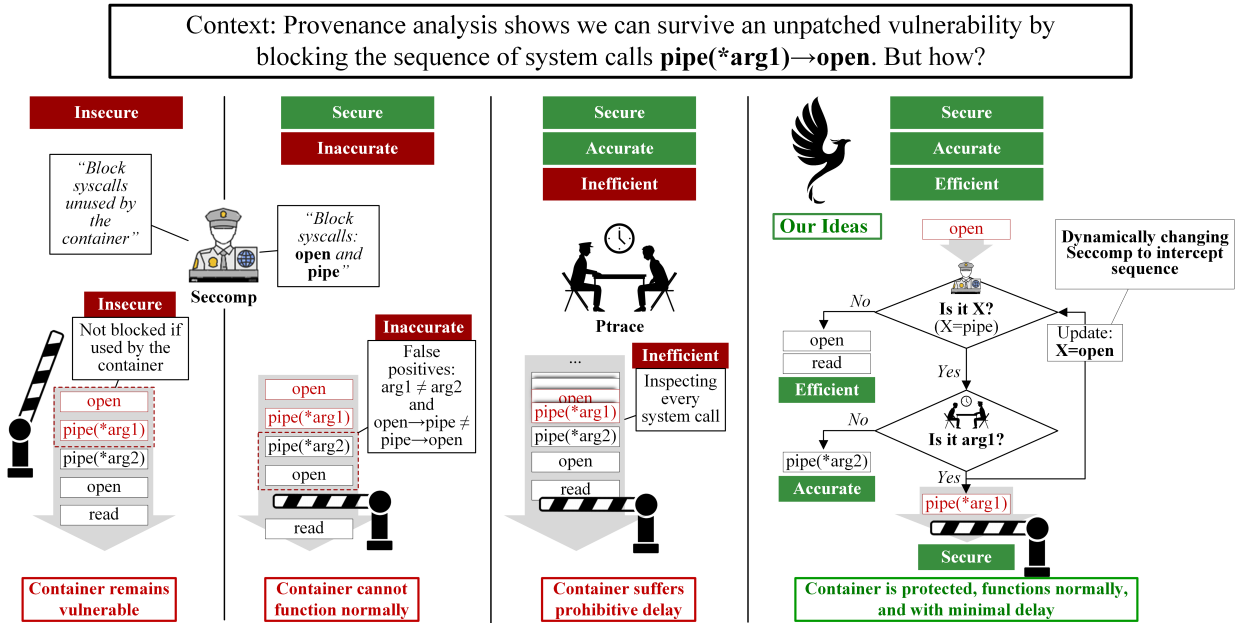 Context: Provenance analysis shows we can survive an unpatched vulnerability by
blocking the sequence of system calls pipe(*arg1)→open. But how?
Insecure
“Block
syscalls
unused by
the
container”
Seccomp
Insecure
Not blocked if
used by the
container
open
pipe(*arg1)
pipe(*arg2)
open
read
Container remains
vulnerable
Secure
Inaccurate
“Block
syscalls:
open and
pipe”
Inaccurate
False
positives:
arg1 ≠ arg2
and
open→pipe ≠
pipe→open
open
pipe(*arg1)
pipe(*arg2)
open
read
Container cannot
function normally
Secure
Accurate
Inefficient
Ptrace
Inefficient
Inspecting
every
system call
...
open
pipe(*arg1)
pipe(*arg2)
open
read
Container suffers
prohibitive delay
Secure
Accurate
Efficient
Our Ideas
open
Dynamically changing
Seccomp to intercept
sequence
Is it X?
(X=pipe)
No
open
read
Efficient
Update:
X=open
Yes
Is it arg1?
No
pipe(*arg2)
Accurate
Yes
pipe(*arg1)
Secure
Container is protected, functions normally,
and with minimal delay